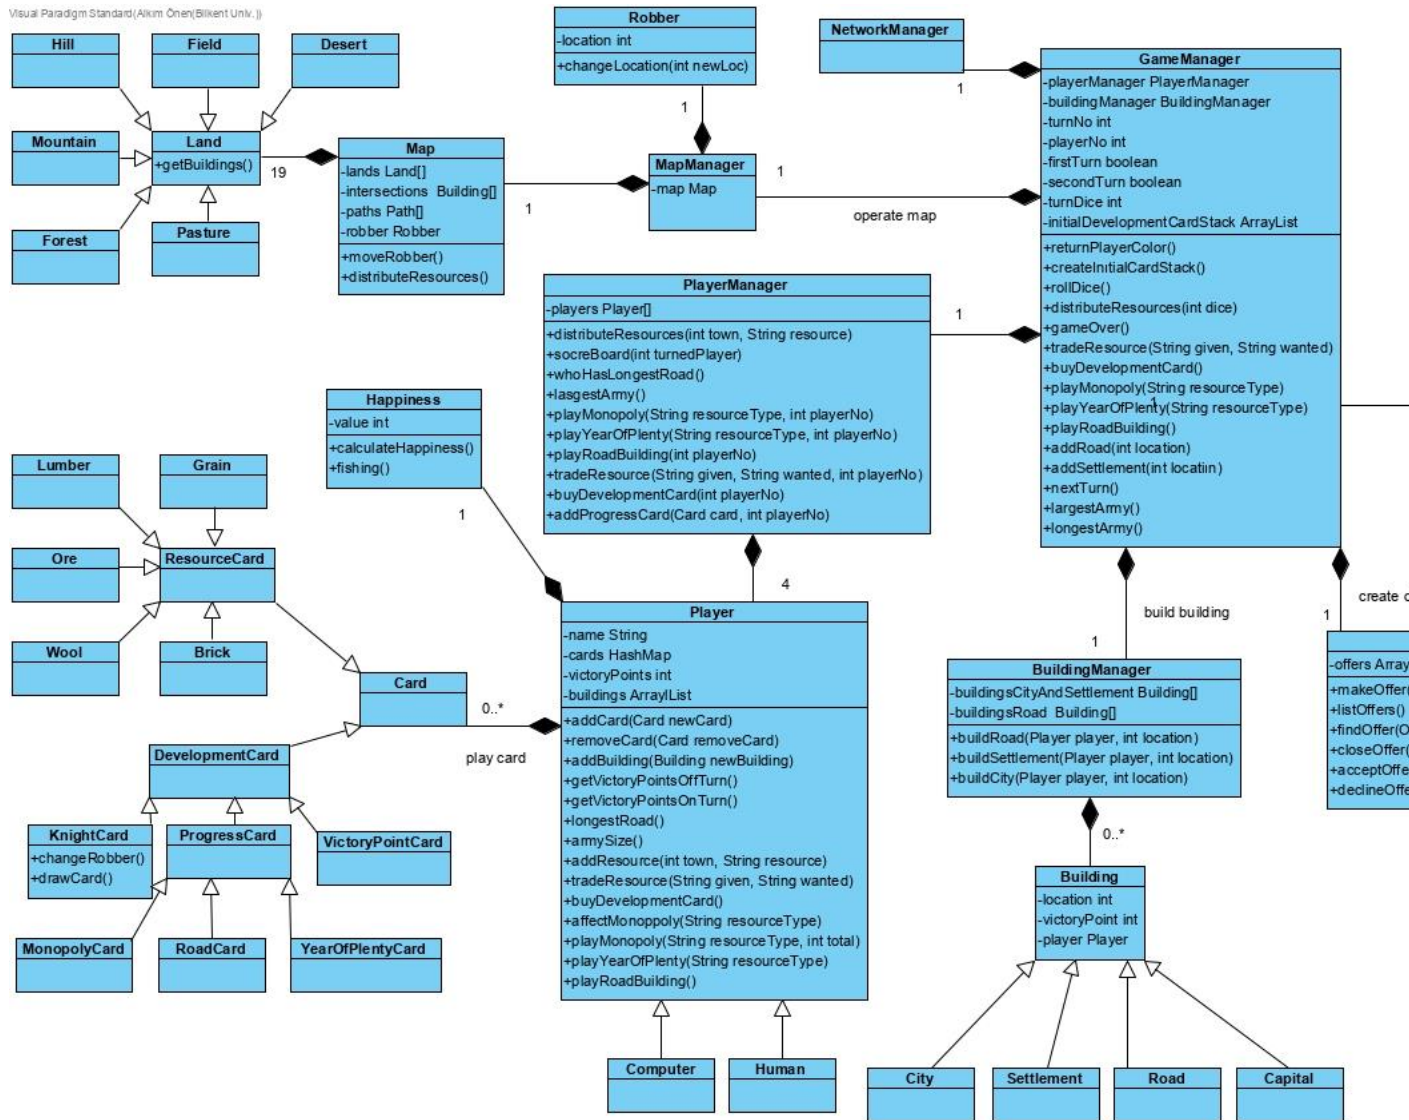 Visual Paradigm Standard(Alkım Önen(Bilkent Univ.))
Hill
Field
Desert
Mountain
Land
+getBuildings()
Forest
Pasture
19
Map
-lands Land[]
-intersections Building[]
-paths Path[]
-robber Robber
+moveRobber()
+distributeResources()
1
Robber
-location int
+changeLocation(int newLoc)
1
MapManager
-map Map
1
operate map
NetworkManager
1
GameManager
-playerManager PlayerManager
-buildingManager BuildingManager
-turnNo int
-playerNo int
-firstTurn boolean
-secondTurn boolean
-turnDice int
-initialDevelopmentCardStack ArrayList
+returnPlayerColor()
+createInitialCardStack()
+rollDice()
+distributeResources(int dice)
+gameOver()
+tradeResource(String given, String wanted)
+buyDevelopmentCard()
+playMonopoly(String resourceType)
1
+playYearOfPlenty(String resourceType)
+playRoadBuilding()
+addRoad(int location)
+addSettlement(int locatiın)
+nextTurn()
+largestArmy()
+longestArmy()
PlayerManager
-players Player[]
+distributeResources(int town, String resource)
+socreBoard(int turnedPlayer)
+whoHasLongestRoad()
+lasgestArmy()
+playMonopoly(String resourceType, int playerNo)
+playYearOfPlenty(String resourceType, int playerNo)
+playRoadBuilding(int playerNo)
+tradeResource(String given, String wanted, int playerNo)
+buyDevelopmentCard(int playerNo)
+addProgressCard(Card card, int playerNo)
1
4
Happiness
-value int
+calculateHappiness()
+fishing()
1
Lumber
Grain
Ore
ResourceCard
Wool
Brick
Card
0..*
play card
DevelopmentCard
KnightCard
+changeRobber()
+drawCard()
ProgressCard
VictoryPointCard
MonopolyCard
RoadCard
YearOfPlentyCard
Player
-name String
-cards HashMap
-victoryPoints int
-buildings ArraylList
+addCard(Card newCard)
+removeCard(Card removeCard)
+addBuilding(Building newBuilding)
+getVictoryPointsOffTurn()
+getVictoryPointsOnTurn()
+longestRoad()
+armySize()
+addResource(int town, String resource)
+tradeResource(String given, String wanted)
+buyDevelopmentCard()
+affectMonoppoly(String resourceType)
+playMonopoly(String resourceType, int total)
+playYearOfPlenty(String resourceType)
+playRoadBuilding()
Computer
Human
build building
1
BuildingManager
-buildingsCityAndSettlement Building[]
-buildingsRoad Building[]
+buildRoad(Player player, int location)
+buildSettlement(Player player, int location)
+buildCity(Player player, int location)
0..*
Building
-location int
-victoryPoint int
-player Player
City
Settlement
Road
Capital
create o
1
-offers Array
+makeOffer(
+listOffers()
+findOffer(O
+closeOffer(
+acceptOffe
+declineOffe